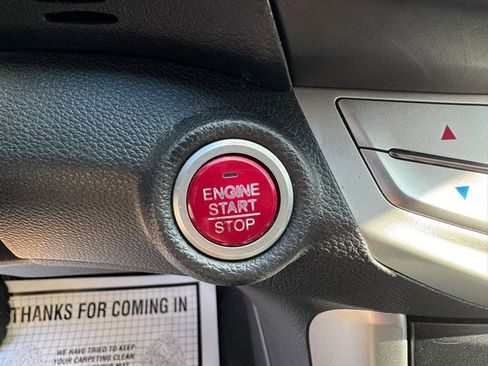 ENGINE
START
STOP
THANKS FOR COMING IN
WE HAVE TRIED TO KEEP
YOUR CARPETING CLEAN